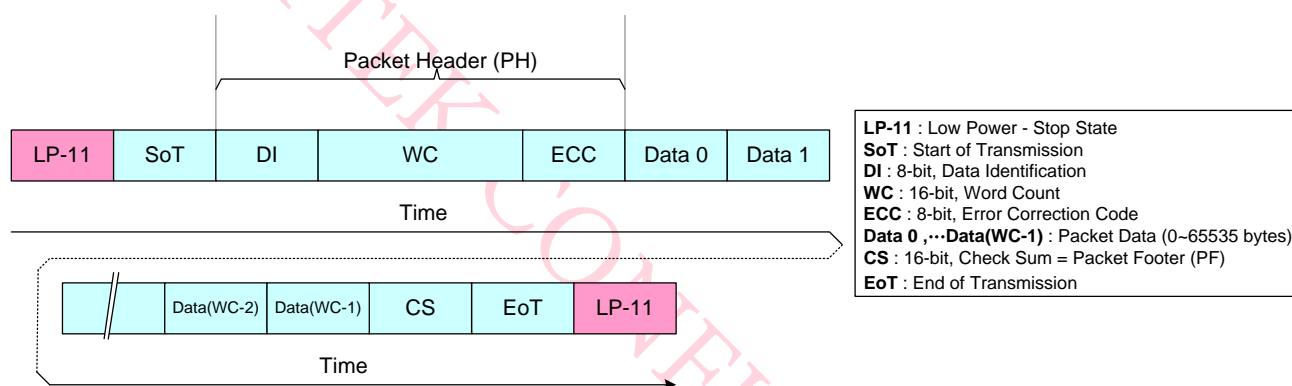 Packet Header (PH)
LP-11 SoT DI WC ECC Data 0 Data 1
Time
Data(WC-2) Data(WC-1) CS EoT LP-11
Time
LP-11 : Low Power - Stop State
SoT : Start of Transmission
DI : 8-bit, Data Identification
WC : 16-bit, Word Count
ECC : 8-bit, Error Correction Code
Data 0 ,⋯Data(WC-1) : Packet Data (0~65535 bytes)
CS : 16-bit, Check Sum = Packet Footer (PF)
EoT : End of Transmission